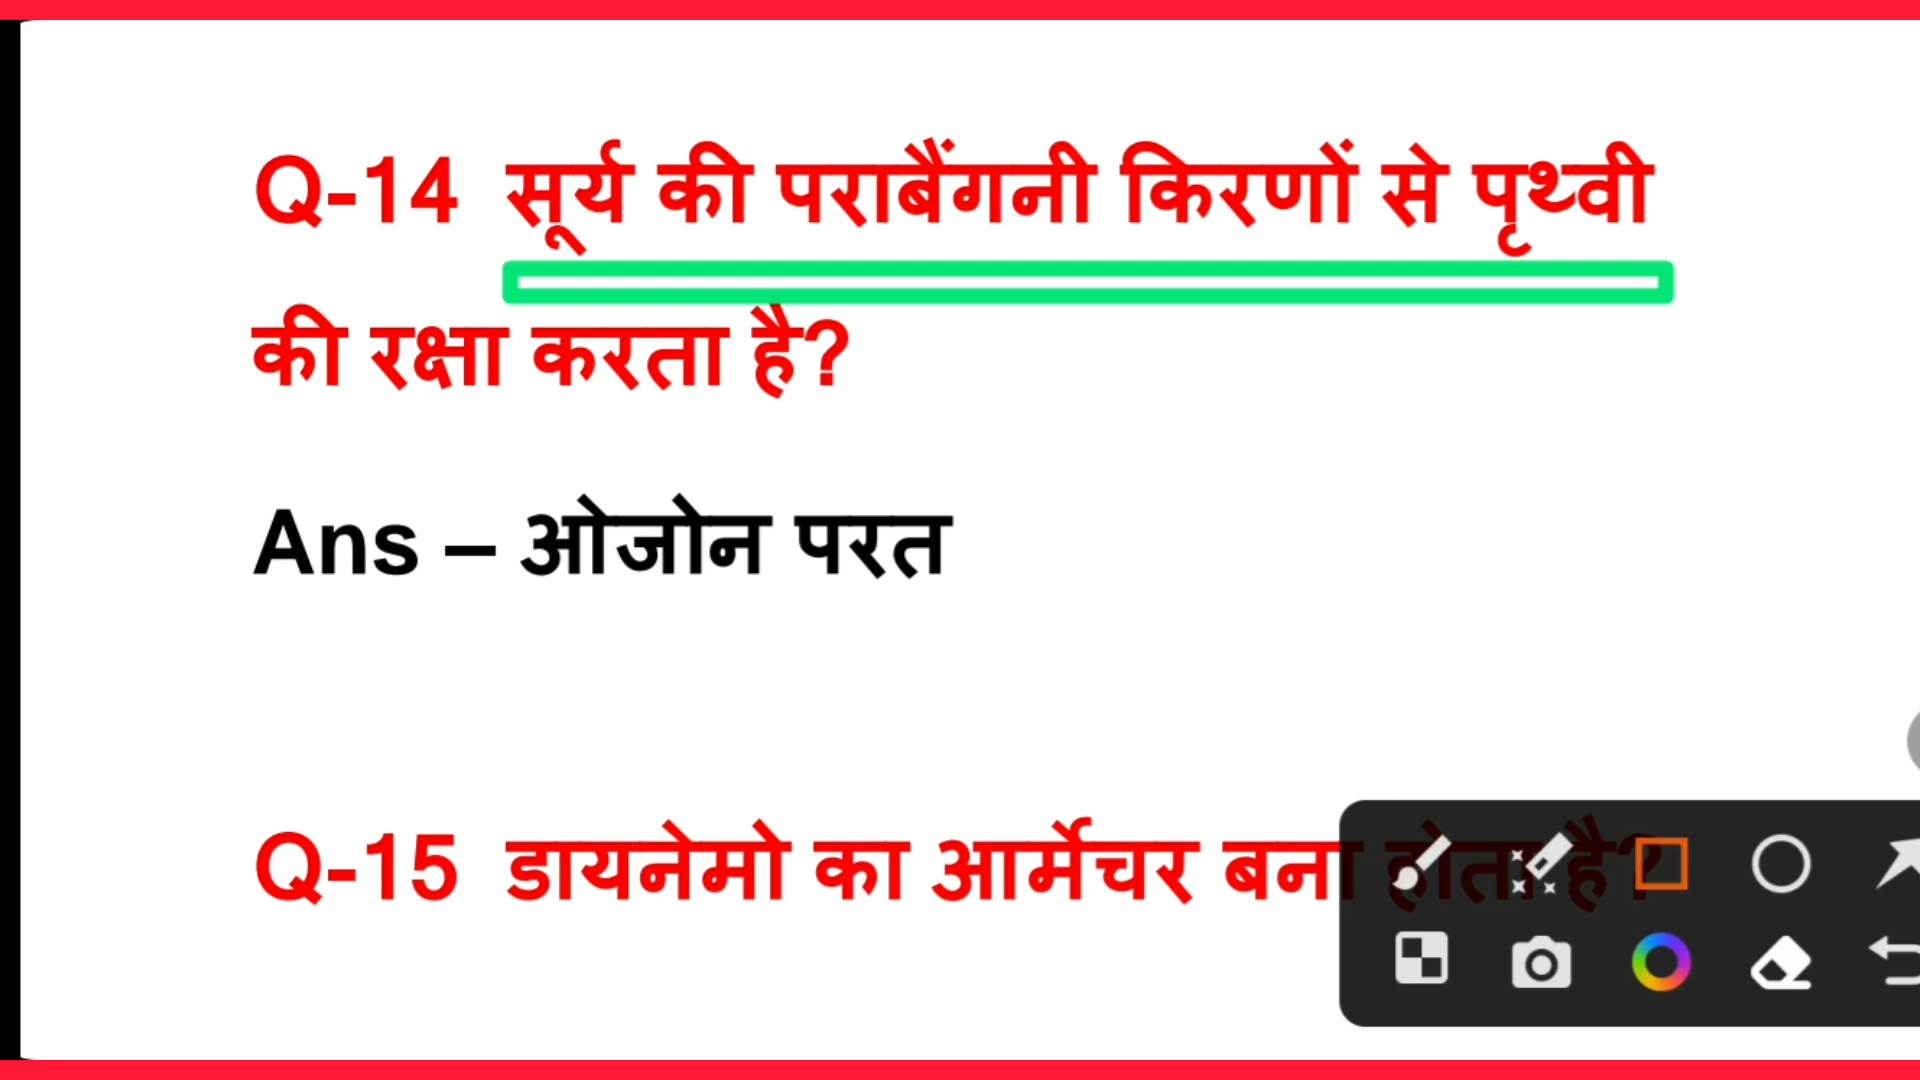 Q-14 सूर्य की पराबैंगनी किरणों से पृथ्वी
की रक्षा करता है?
Ans – ओजोन परत
Q-15 डायनेमो का आर्मेचर बना होता है?